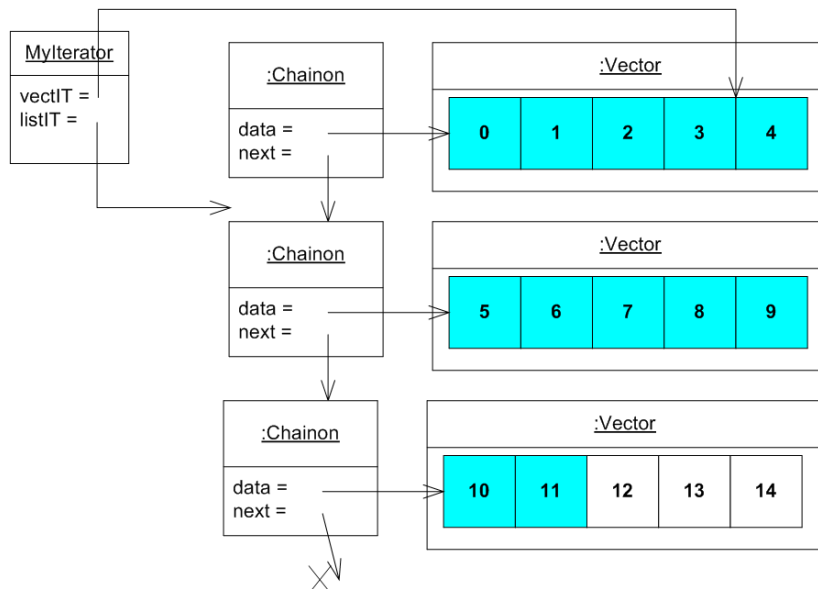 MyIterator
vectIT =
listIT =
:Chainon
data =
next =
:Vector
0 1 2 3 4
:Chainon
data =
next =
:Vector
5 6 7 8 9
:Chainon
data =
next =
:Vector
10 11 12 13 14